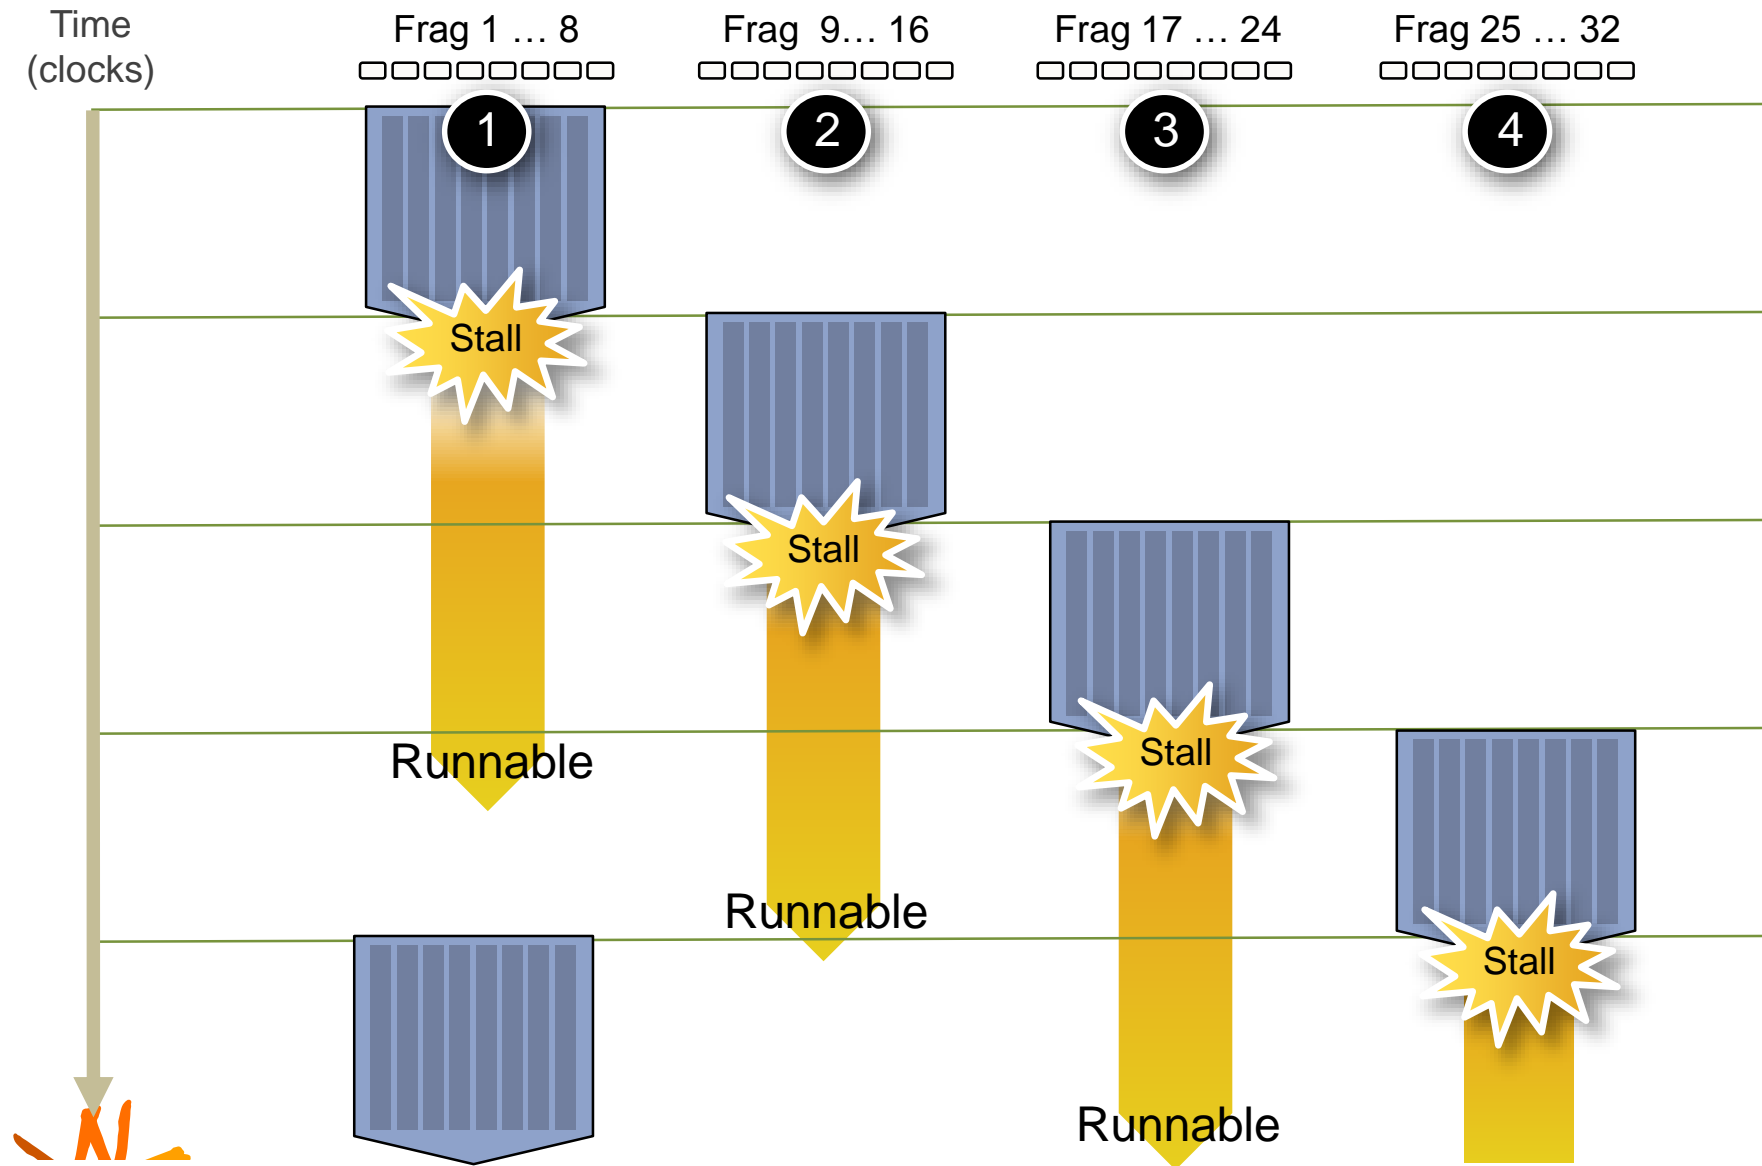 Time
(clocks)
Frag 1 … 8
Frag  9… 16
Frag 17 … 24
Frag 25 … 32
1
2
3
4
Stall
Stall
Stall
Runnable
Runnable
Stall
Runnable